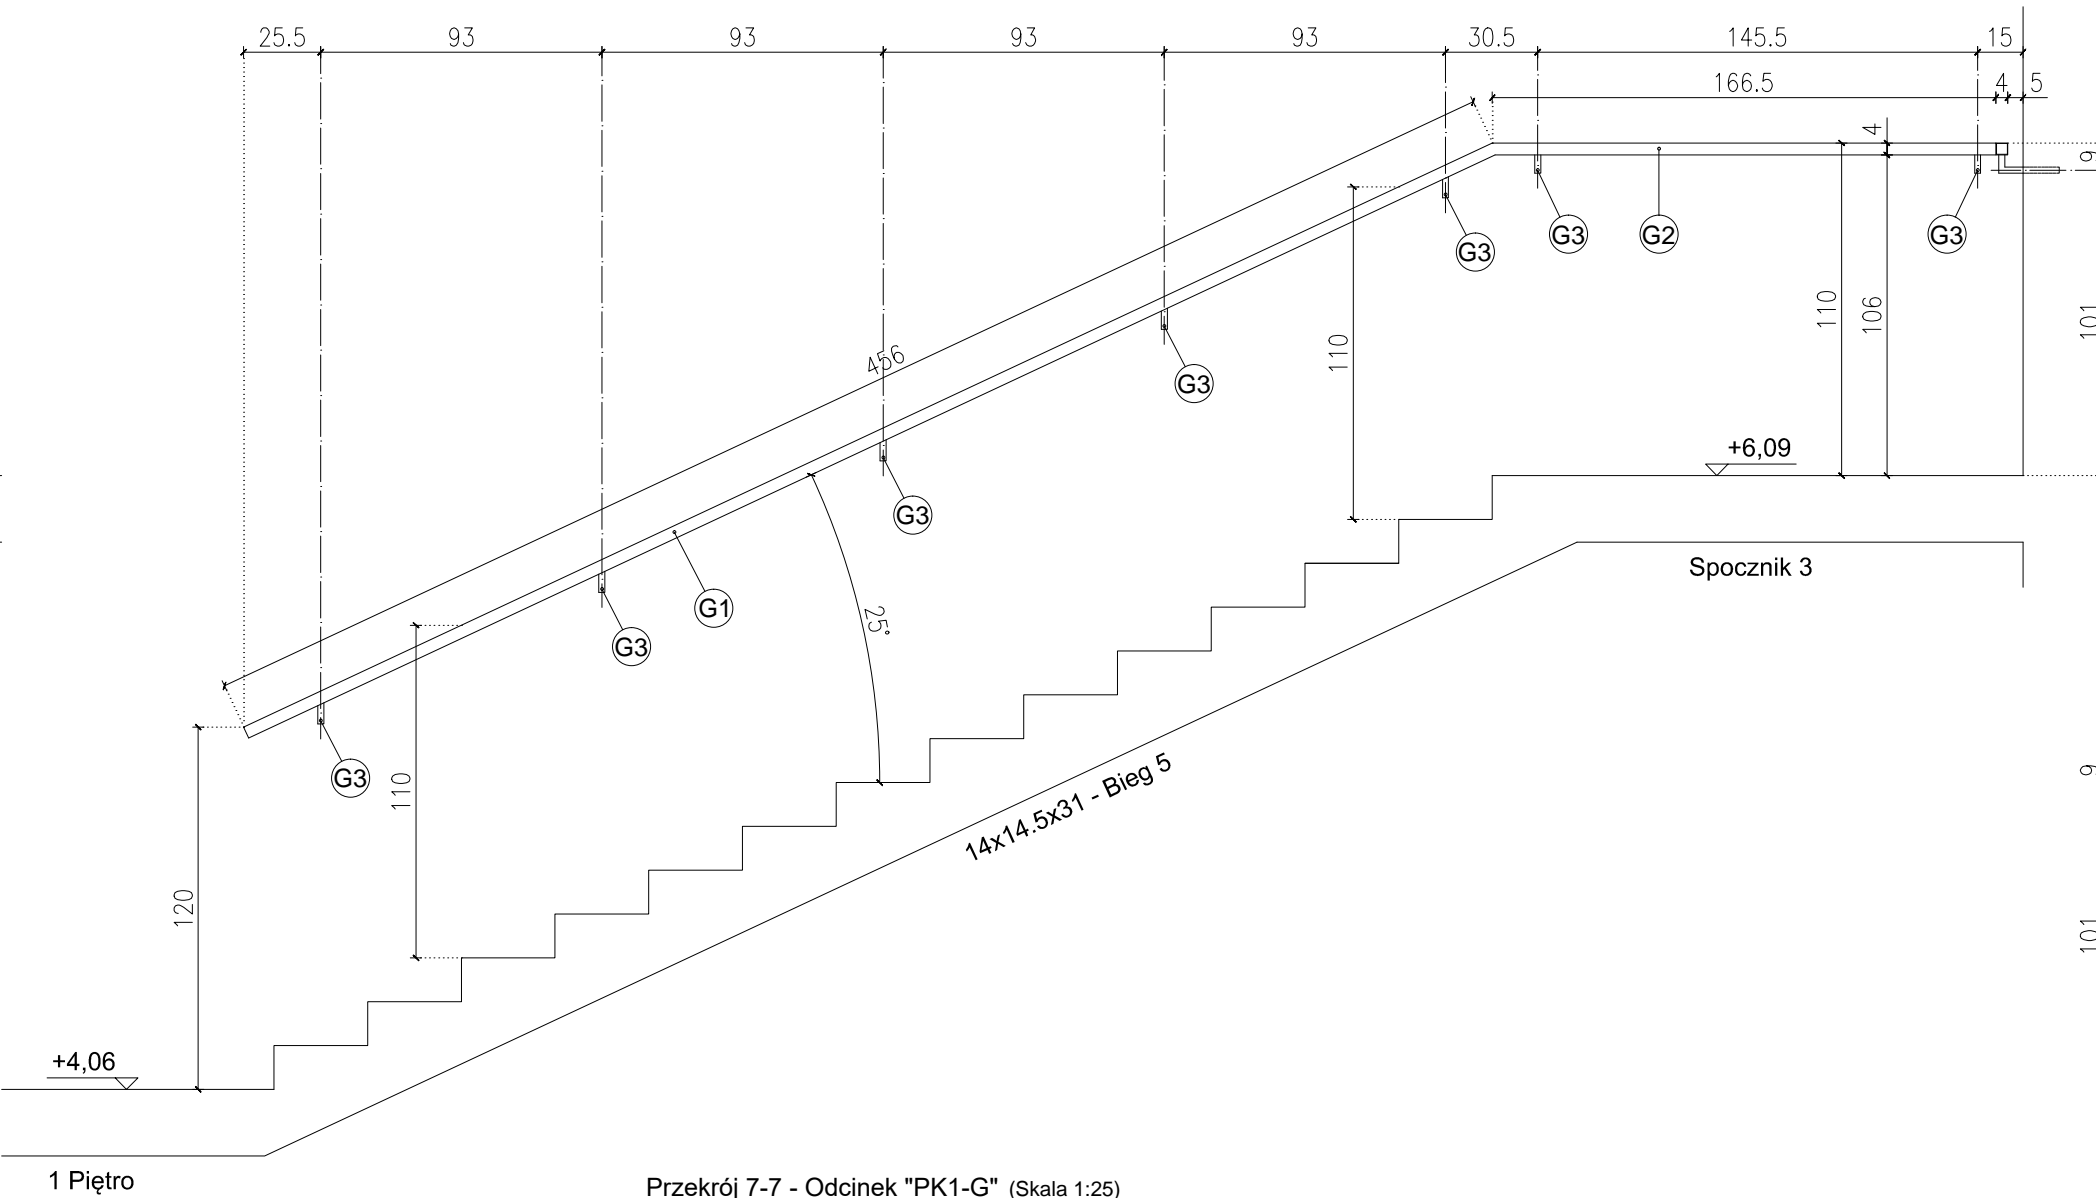 25.5 93 93 93 93 30.5 145.5 15
166.5 4 5
4
9
G3 G3 G2 G3
110 106 101
110
456
G3
+6,09
G3
Spocznik 3
G1
25°
G3
G3
110
9
14x14.5x31 - Bieg 5
120
101
+4,06
1 Piętro
Przekrój 7-7 - Odcinek "PK1-G" (Skala 1:25)